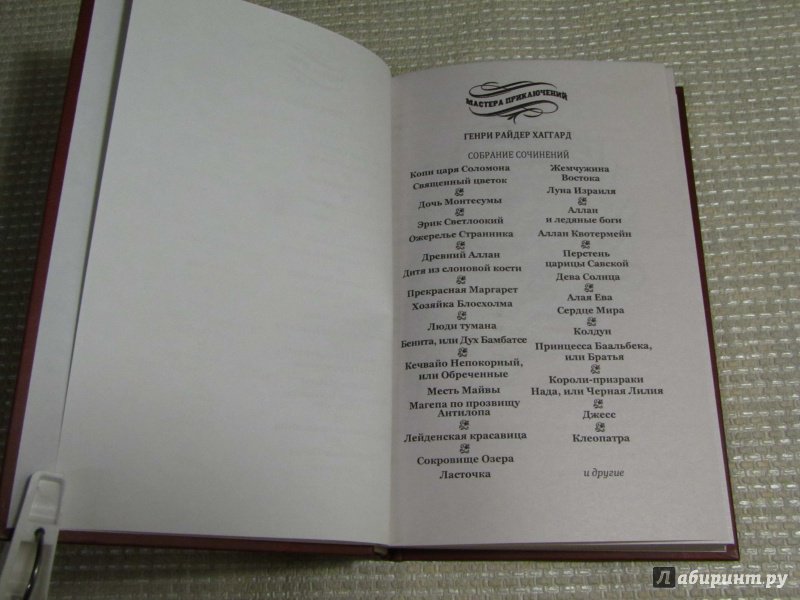 МАСТЕРА ПРИКЛЮЧЕНИЙ
ГЕНРИ РАЙДЕР ХАГГАРД
СОБРАНИЕ СОЧИНЕНИЙ
Копи царя Соломона
Священный цветок
Дочь Монтесумы
Эрик Светлоокий
Ожерелье Странника
Древний Аллан
Дитя из слоновой кости
Прекрасная Маргарет
Хозяйка Блосхолма
Люди тумана
Бенита, или Дух Бамбатсе
Кечвайо Непокорный,
или Обреченные
Месть Майвы
Магепа по прозвищу
Антилопа
Лейденская красавица
Сокровище Озера
Ласточка
Жемчужина
Востока
Луна Израиля
Аллан
и ледяные боги
Аллан Квотермейн
Перстень
царицы Савской
Дева Солнца
Алая Ева
Сердце Мира
Колдун
Принцесса Баальбека,
или Братья
Короли-призраки
Нада, или Черная Лилия
Джесс
Клеопатра
и другие
Лабиринт.ру